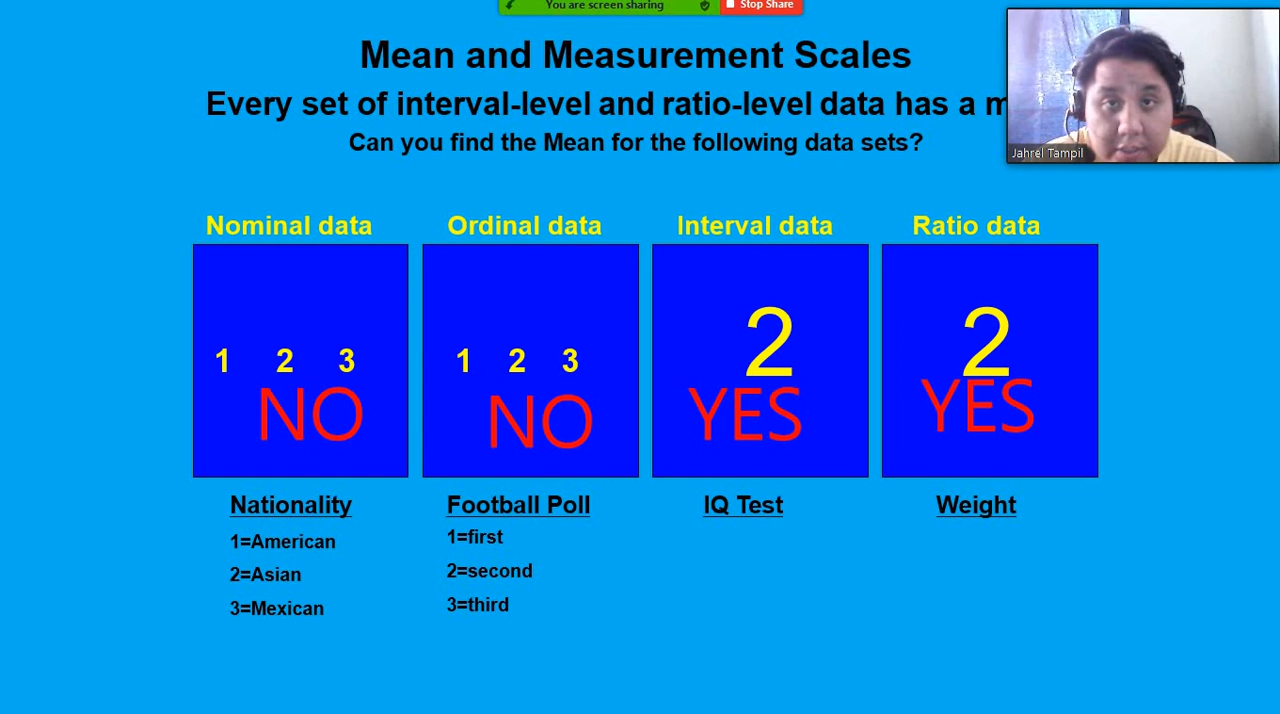 You are screen sharing
Stop Share
Mean and Measurement Scales
Every set of interval-level and ratio-level data has a
Can you find the Mean for the following data sets?
Jahrel Tampil
Nominal data
Ordinal data
Interval data
Ratio data
1 2 3
NO
1 2 3
NO
2
YES
2
YES
Nationality
1=American
2=Asian
3=Mexican
Football Poll
1=first
2=second
3=third
IQ Test
Weight